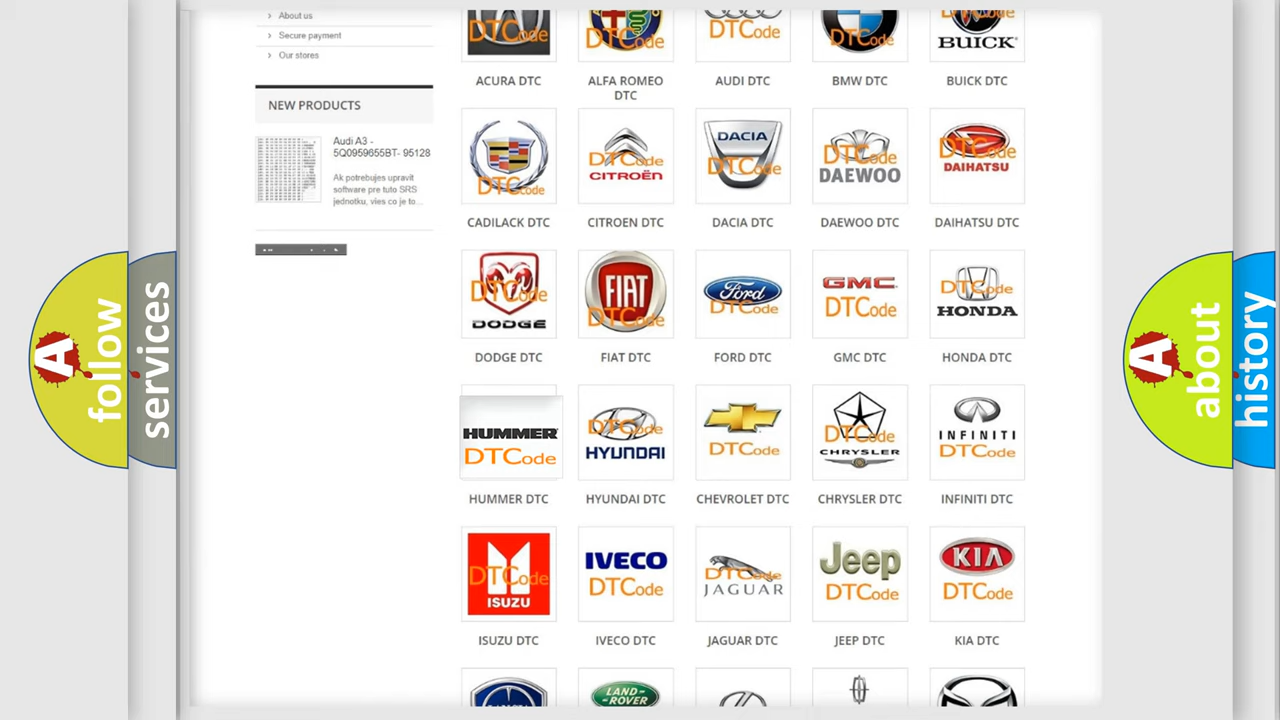 About us
Secure payment
Our stores
NEW PRODUCTS
Audi A3 -
5Q0959655BT- 95128
Ak potrebujes upravit
software pre tuto SRS
jednotku, vies co je to...
follow
services
about
history
DTCode
DTCode
DTCode
DTCode
DTCode
BUICK
ACURA DTC
ALFA ROMEO
DTC
AUDI DTC
BMW DTC
BUICK DTC
DTCode
DTCode
CITROËN
DACIA
DTCode
DTCode
DAEWOO
DTCode
DAIHATSU
CADILACK DTC
CITROEN DTC
DACIA DTC
DAEWOO DTC
DAIHATSU DTC
DTCode
DODGE
FIAT
DTCode
Ford
DTCode
GMC
DTCode
DTCode
HONDA
DODGE DTC
FIAT DTC
FORD DTC
GMC DTC
HONDA DTC
HUMMER
DTCode
DTCode
HYUNDAI
DTCode
DTCode
CHRYSLER
INFINITI
DTCode
HUMMER DTC
HYUNDAI DTC
CHEVROLET DTC
CHRYSLER DTC
INFINITI DTC
DTCode
ISUZU
IVECO
DTCode
DTCode
JAGUAR
Jeep
DTCode
KIA
DTCode
ISUZU DTC
IVECO DTC
JAGUAR DTC
JEEP DTC
KIA DTC
LAND-
ROVER